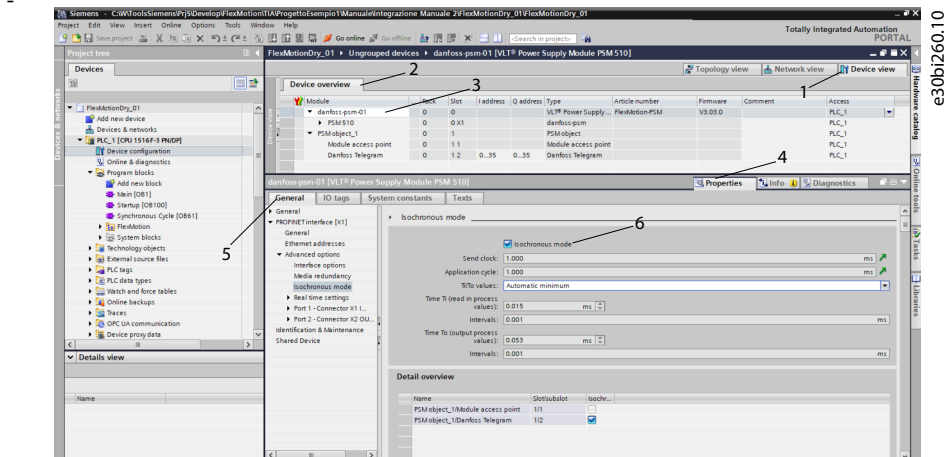 Siemens - C:\WTools\Siemens\PrjS\Develop\FlexMotion\TIA\ProgettoEsempio1\Manuale\Integrazione Manuale 2\FlexMotionDry_01\FlexMotionDry_01
Project Edit View Insert Online Options Tools Window Help
Totally Integrated Automation
PORTAL
Save project
Go online
Go offline
<Search in project>
Project tree
FlexMotionDry_01 ▸ Ungrouped devices ▸ danfoss-psm-01 [VLT® Power Supply Module PSM 510]
Devices
Topology view
Network view
Device view
Device overview
Module Rack Slot I address Q address Type Article number Firmware Comment Access
danfoss-psm-01 0 0 VLT® Power Supply ... FlexMotion-PSM V3.03.0 PLC_1
PSM 510 0 0 X1 danfoss-psm PLC_1
PSM object_1 0 1 PSM object PLC_1
Module access point 0 1 1 Module access point PLC_1
Danfoss Telegram 0 1 2 0...35 0...35 Danfoss Telegram PLC_1
FlexMotionDry_01
Add new device
Devices & networks
PLC_1 [CPU 1516F-3 PN/DP]
Device configuration
Online & diagnostics
Program blocks
Add new block
Main [OB1]
Startup [OB100]
Synchronous Cycle [OB61]
FlexMotion
System blocks
Technology objects
External source files
PLC tags
PLC data types
Watch and force tables
Online backups
Traces
OPC UA communication
Device proxy data
Details view
Name
danfoss-psm-01 [VLT® Power Supply Module PSM 510]
Properties
Info
Diagnostics
General IO tags System constants Texts
General
PROFINET interface [X1]
General
Ethernet addresses
Advanced options
Interface options
Media redundancy
Isochronous mode
Real time settings
Port 1 - Connector X1 I...
Port 2 - Connector X2 OU...
Identification & Maintenance
Shared Device
Isochronous mode
Isochronous mode
Send clock: 1.000 ms
Application cycle: 1.000 ms
Ti/To values: Automatic minimum
Time Ti (read in process
values): 0.015 ms
Intervals: 0.001 ms
Time To (output process
values): 0.053 ms
Intervals: 0.001 ms
Detail overview
Name Slot/subslot Isochr...
PSM object_1/Module access point 1/1
PSM object_1/Danfoss Telegram 1/2
Devices & networks
Device view
Hardware catalog
Online tools
Tasks
Libraries
1
2
3
4
5
6
e30bi260.10